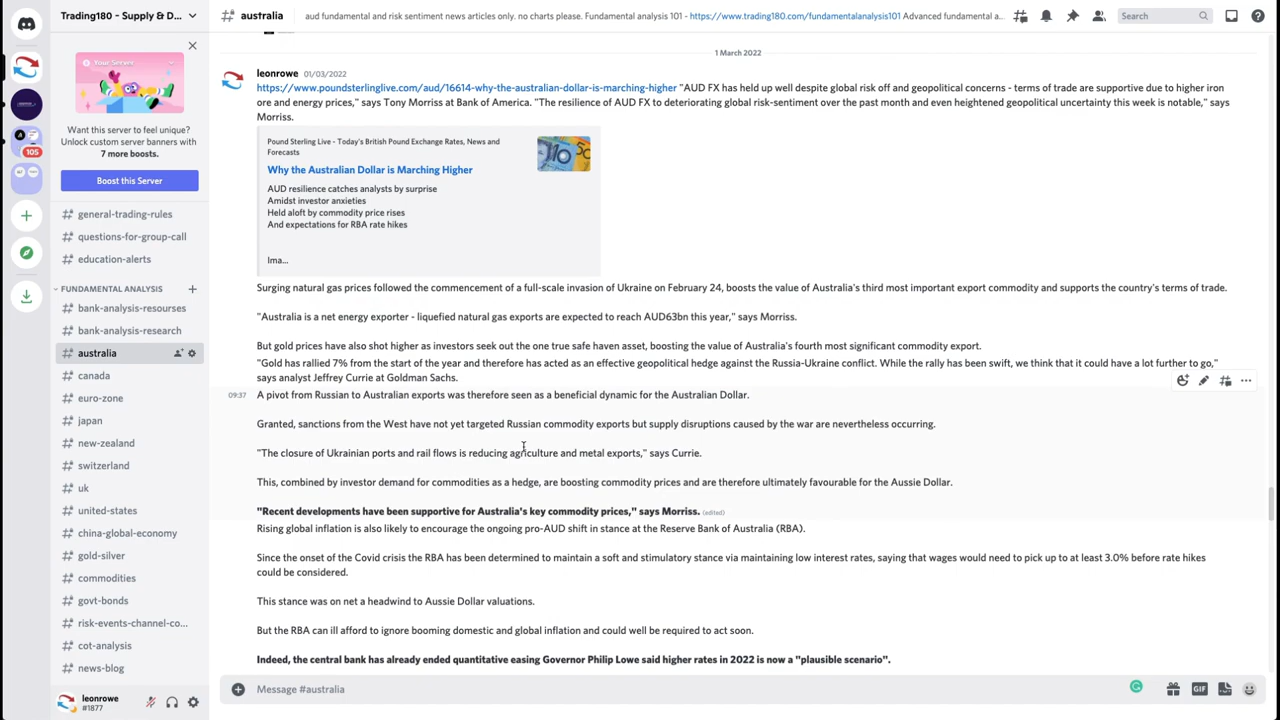 Trading180 - Supply & D...
australia
aud fundamental and risk sentiment news articles only. no charts please. Fundamental analysis 101 - https://www.trading180.com/fundamentalanalysis101 Advanced fundamental a...
Search
Your Server
Want this server to feel unique?
Unlock custom server banners with
7 more boosts.
Boost this Server
105
general-trading-rules
questions-for-group-call
education-alerts
FUNDAMENTAL ANALYSIS
bank-analysis-resourses
bank-analysis-research
australia
canada
euro-zone
japan
new-zealand
switzerland
uk
united-states
china-global-economy
gold-silver
commodities
govt-bonds
risk-events-channel-co...
cot-analysis
news-blog
leonrowe
#1877
1 March 2022
leonrowe 01/03/2022
https://www.poundsterlinglive.com/aud/16614-why-the-australian-dollar-is-marching-higher "AUD FX has held up well despite global risk off and geopolitical concerns - terms of trade are supportive due to higher iron
ore and energy prices," says Tony Morriss at Bank of America. "The resilience of AUD FX to deteriorating global risk-sentiment over the past month and even heightened geopolitical uncertainty this week is notable," says
Morriss.
Pound Sterling Live - Today's British Pound Exchange Rates, News and
Forecasts
Why the Australian Dollar is Marching Higher
AUD resilience catches analysts by surprise
Amidst investor anxieties
Held aloft by commodity price rises
And expectations for RBA rate hikes
Ima...
Surging natural gas prices followed the commencement of a full-scale invasion of Ukraine on February 24, boosts the value of Australia's third most important export commodity and supports the country's terms of trade.
"Australia is a net energy exporter - liquefied natural gas exports are expected to reach AUD63bn this year," says Morriss.
But gold prices have also shot higher as investors seek out the one true safe haven asset, boosting the value of Australia's fourth most significant commodity export.
"Gold has rallied 7% from the start of the year and therefore has acted as an effective geopolitical hedge against the Russia-Ukraine conflict. While the rally has been swift, we think that it could have a lot further to go,"
says analyst Jeffrey Currie at Goldman Sachs.
09:37 A pivot from Russian to Australian exports was therefore seen as a beneficial dynamic for the Australian Dollar.
Granted, sanctions from the West have not yet targeted Russian commodity exports but supply disruptions caused by the war are nevertheless occurring.
"The closure of Ukrainian ports and rail flows is reducing agriculture and metal exports," says Currie.
This, combined by investor demand for commodities as a hedge, are boosting commodity prices and are therefore ultimately favourable for the Aussie Dollar.
"Recent developments have been supportive for Australia's key commodity prices," says Morriss. (edited)
Rising global inflation is also likely to encourage the ongoing pro-AUD shift in stance at the Reserve Bank of Australia (RBA).
Since the onset of the Covid crisis the RBA has been determined to maintain a soft and stimulatory stance via maintaining low interest rates, saying that wages would need to pick up to at least 3.0% before rate hikes
could be considered.
This stance was on net a headwind to Aussie Dollar valuations.
But the RBA can ill afford to ignore booming domestic and global inflation and could well be required to act soon.
Indeed, the central bank has already ended quantitative easing Governor Philip Lowe said higher rates in 2022 is now a "plausible scenario".
Message #australia
GIF